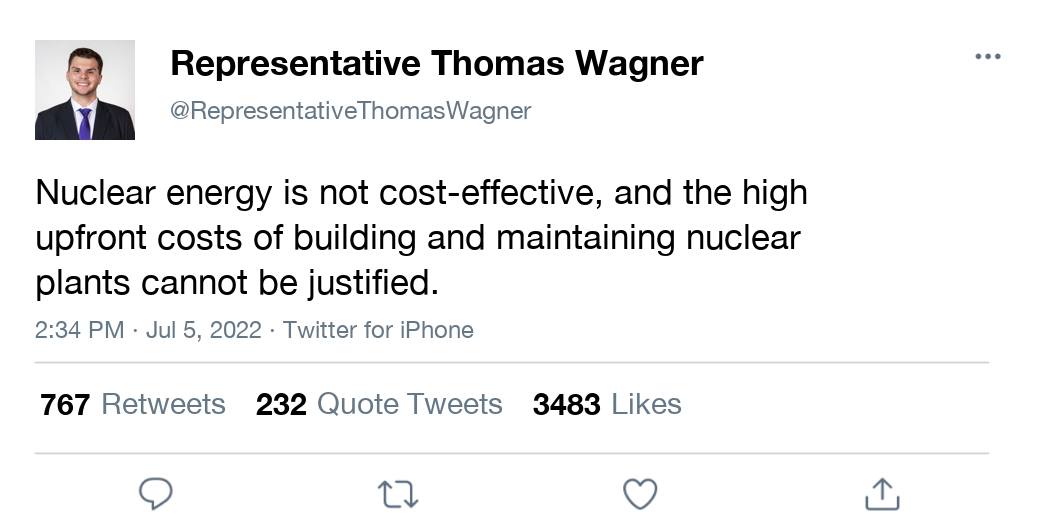 Representative Thomas Wagner
@RepresentativeThomasWagner
Nuclear energy is not cost-effective, and the high
upfront costs of building and maintaining nuclear
plants cannot be justified.
2:34 PM · Jul 5, 2022 · Twitter for iPhone
767 Retweets 232 Quote Tweets 3483 Likes